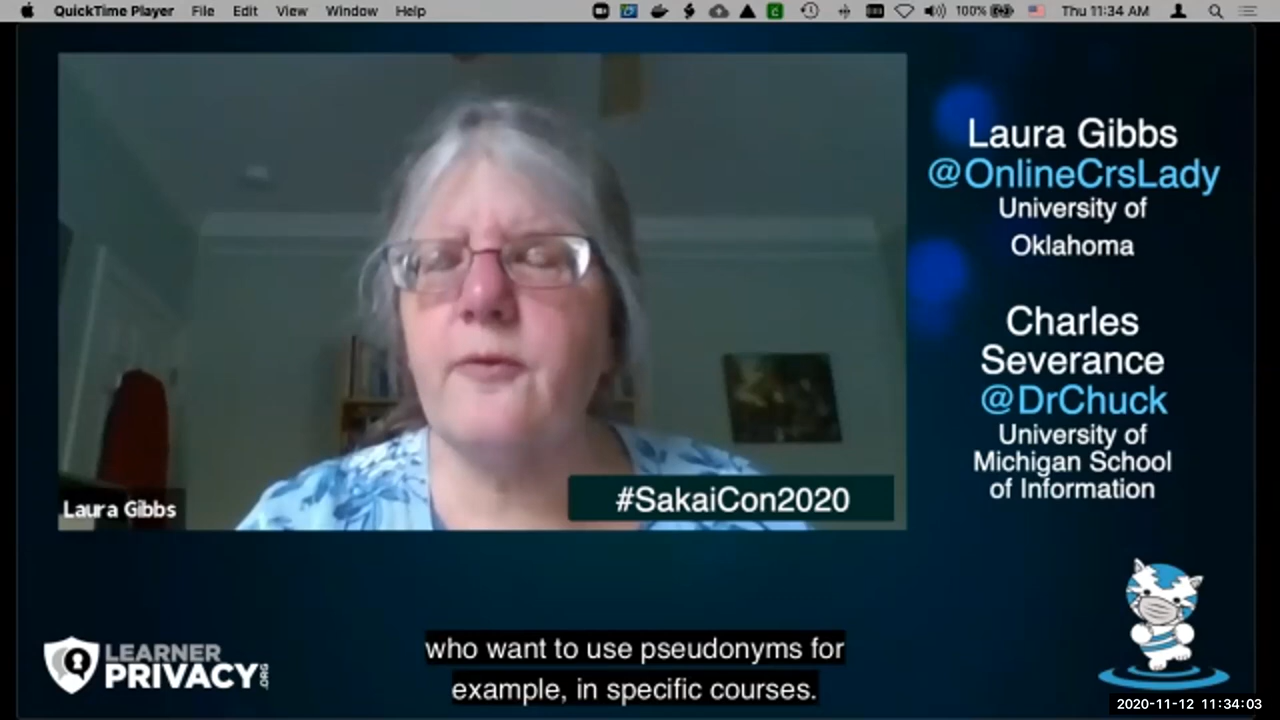 QuickTime Player File Edit View Window Help 100% Thu 11:34 AM
Laura Gibbs
@OnlineCrsLady
University of
Oklahoma
Charles
Severance
@DrChuck
University of
Michigan School
of Information
#SakaiCon2020
Laura Gibbs
who want to use pseudonyms for
example, in specific courses.
LEARNER
PRIVACY.ORG
2020-11-12 11:34:03